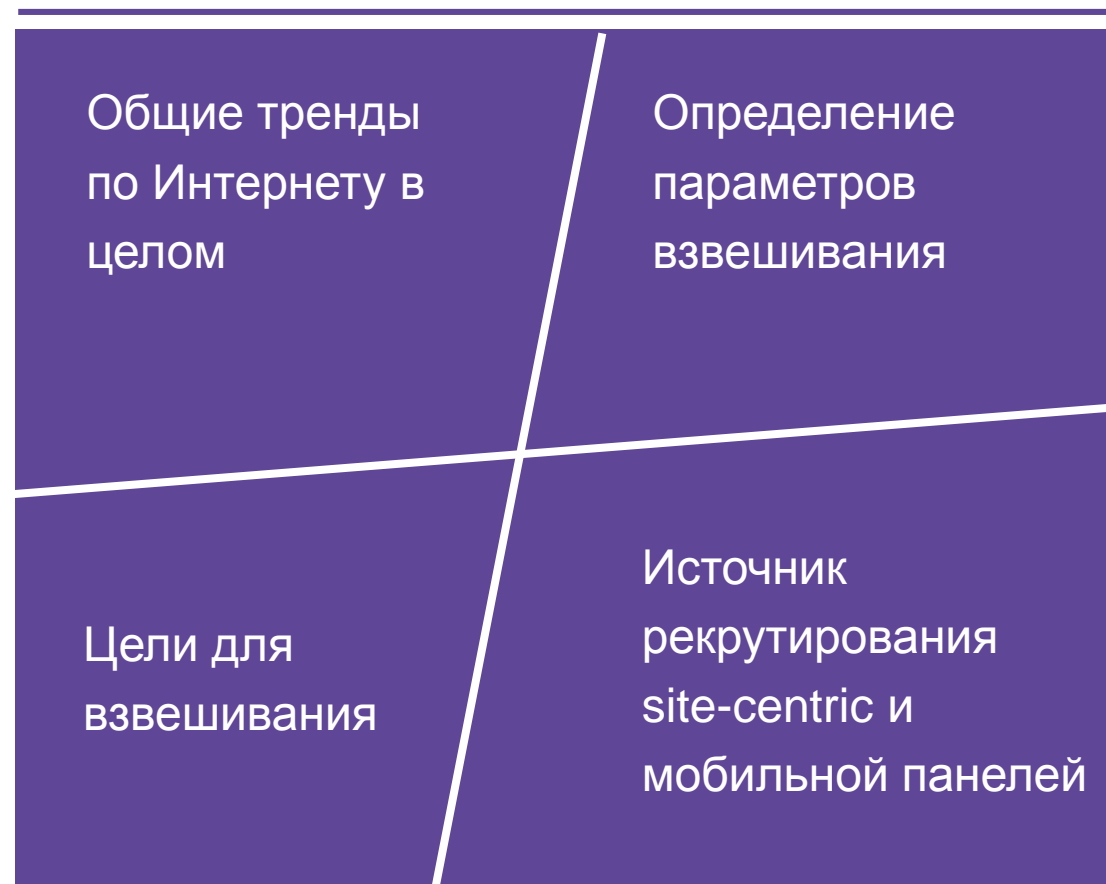 Общие тренды
по Интернету в
целом
Определение
параметров
взвешивания
Цели для
взвешивания
Источник
рекрутирования
site-centric и
мобильной панелей